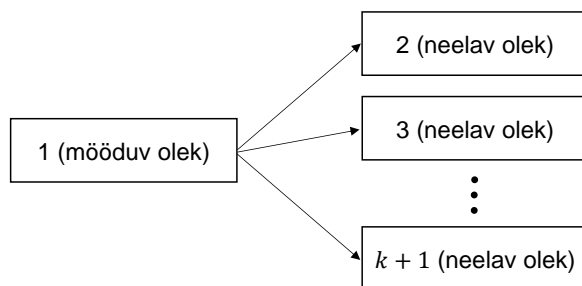 2 (neelav olek)
3 (neelav olek)
1 (mööduv olek)
k + 1 (neelav olek)